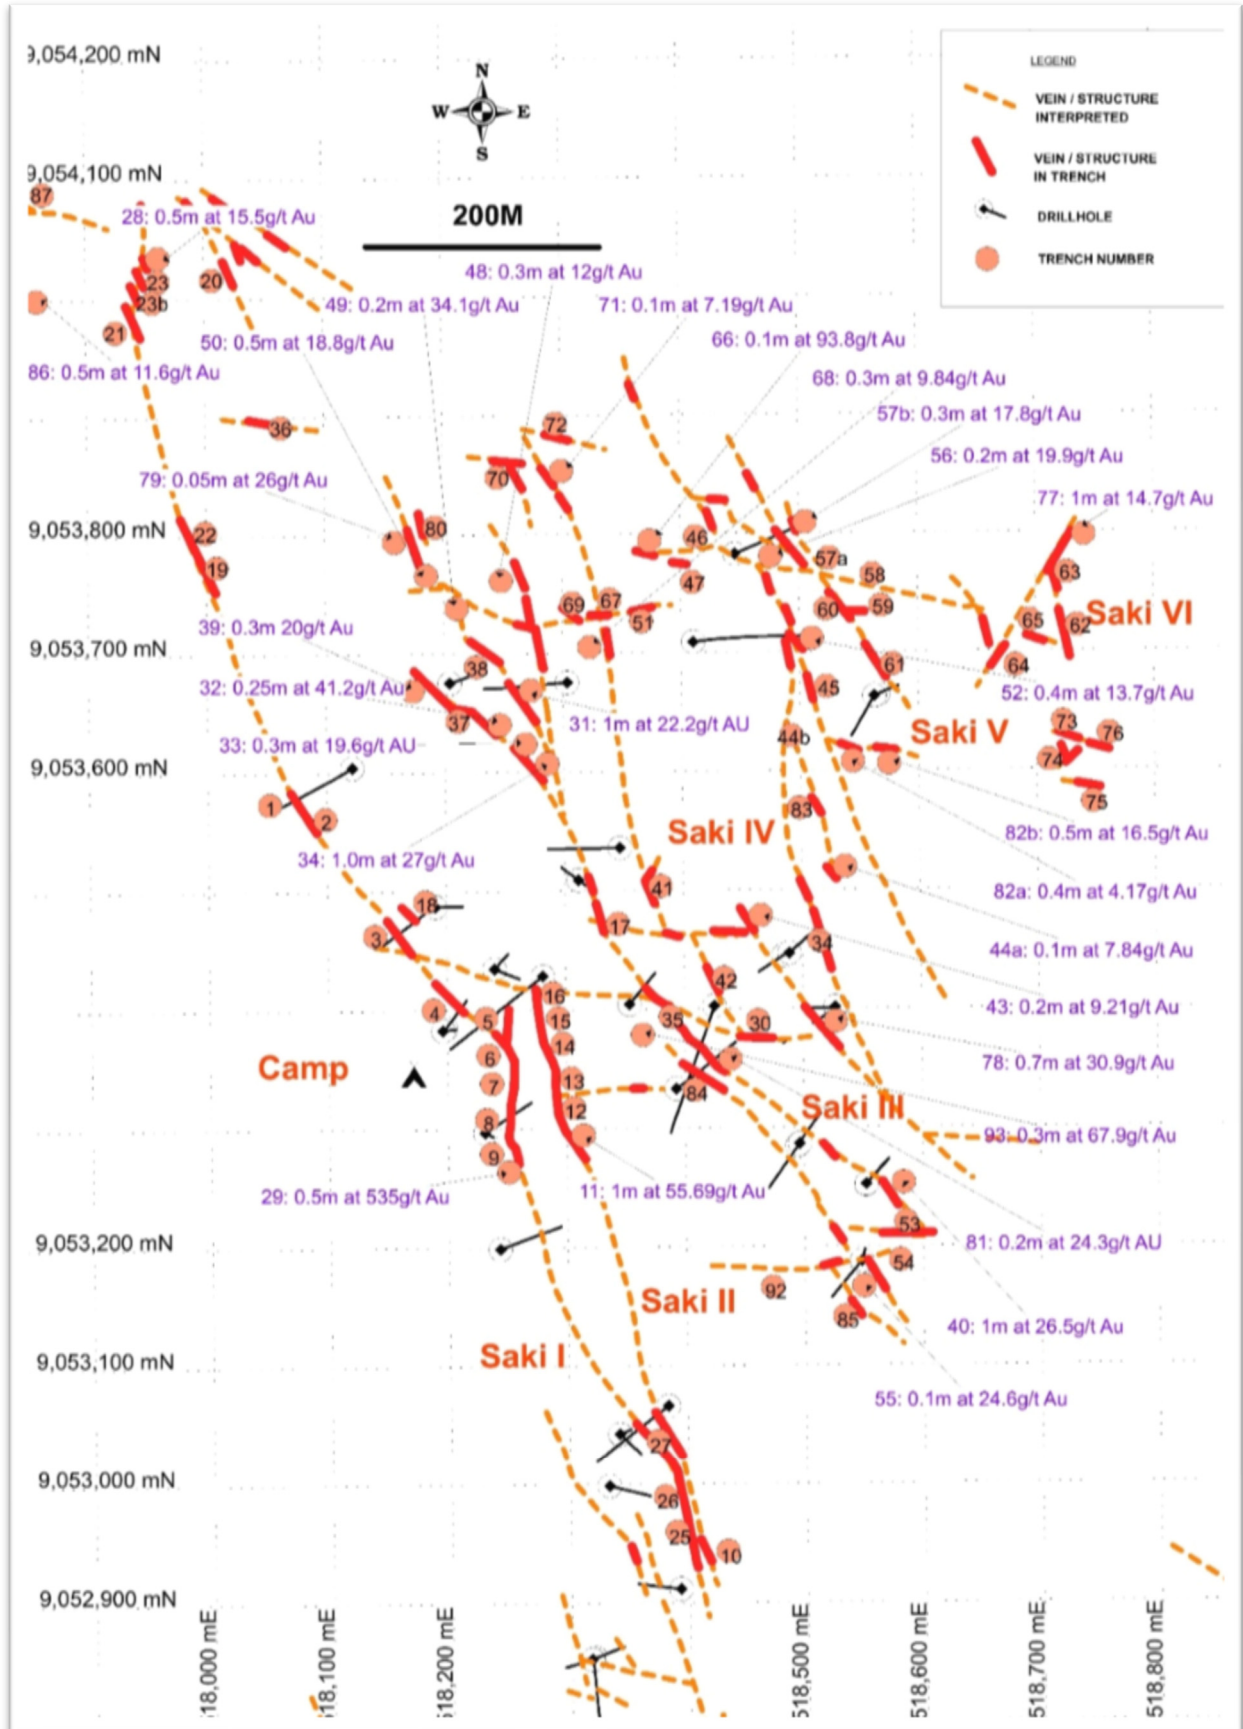 9,054,200 mN
LEGEND
N
VEIN / STRUCTURE
INTERPRETED
W E
S
VEIN / STRUCTURE
IN TRENCH
9,054,100 mN
87
DRILLHOLE
200M
28: 0.5m at 15.5g/t Au
TRENCH NUMBER
48: 0.3m at 12g/t Au
23
20
23b
49: 0.2m at 34.1g/t Au
71: 0.1m at 7.19g/t Au
21
50: 0.5m at 18.8g/t Au
66: 0.1m at 93.8g/t Au
86: 0.5m at 11.6g/t Au
68: 0.3m at 9.84g/t Au
57b: 0.3m at 17.8g/t Au
36
72
56: 0.2m at 19.9g/t Au
79: 0.05m at 26g/t Au
70
77: 1m at 14.7g/t Au
9,053,800 mN
22
80
46
57a
19
47
58
63
69
67
51
60
59
65
62
Saki VI
39: 0.3m 20g/t Au
9,053,700 mN
38
61
64
32: 0.25m at 41.2g/t Au
45
52: 0.4m at 13.7g/t Au
37
31: 1m at 22.2g/t AU
44b
Saki V
73
76
33: 0.3m at 19.6g/t AU
74
9,053,600 mN
1
2
83
75
34: 1.0m at 27g/t Au
Saki IV
82b: 0.5m at 16.5g/t Au
41
82a: 0.4m at 4.17g/t Au
18
3
17
34
44a: 0.1m at 7.84g/t Au
42
4
5
16
15
35
30
43: 0.2m at 9.21g/t Au
6
14
78: 0.7m at 30.9g/t Au
Camp
7
13
84
8
12
Saki III
93: 0.3m at 67.9g/t Au
9
29: 0.5m at 535g/t Au
11: 1m at 55.69g/t Au
53
9,053,200 mN
81: 0.2m at 24.3g/t AU
54
92
Saki II
85
40: 1m at 26.5g/t Au
Saki I
9,053,100 mN
55: 0.1m at 24.6g/t Au
27
9,053,000 mN
26
25
10
9,052,900 mN
518,000 mE
518,100 mE
518,200 mE
518,500 mE
518,600 mE
518,700 mE
518,800 mE